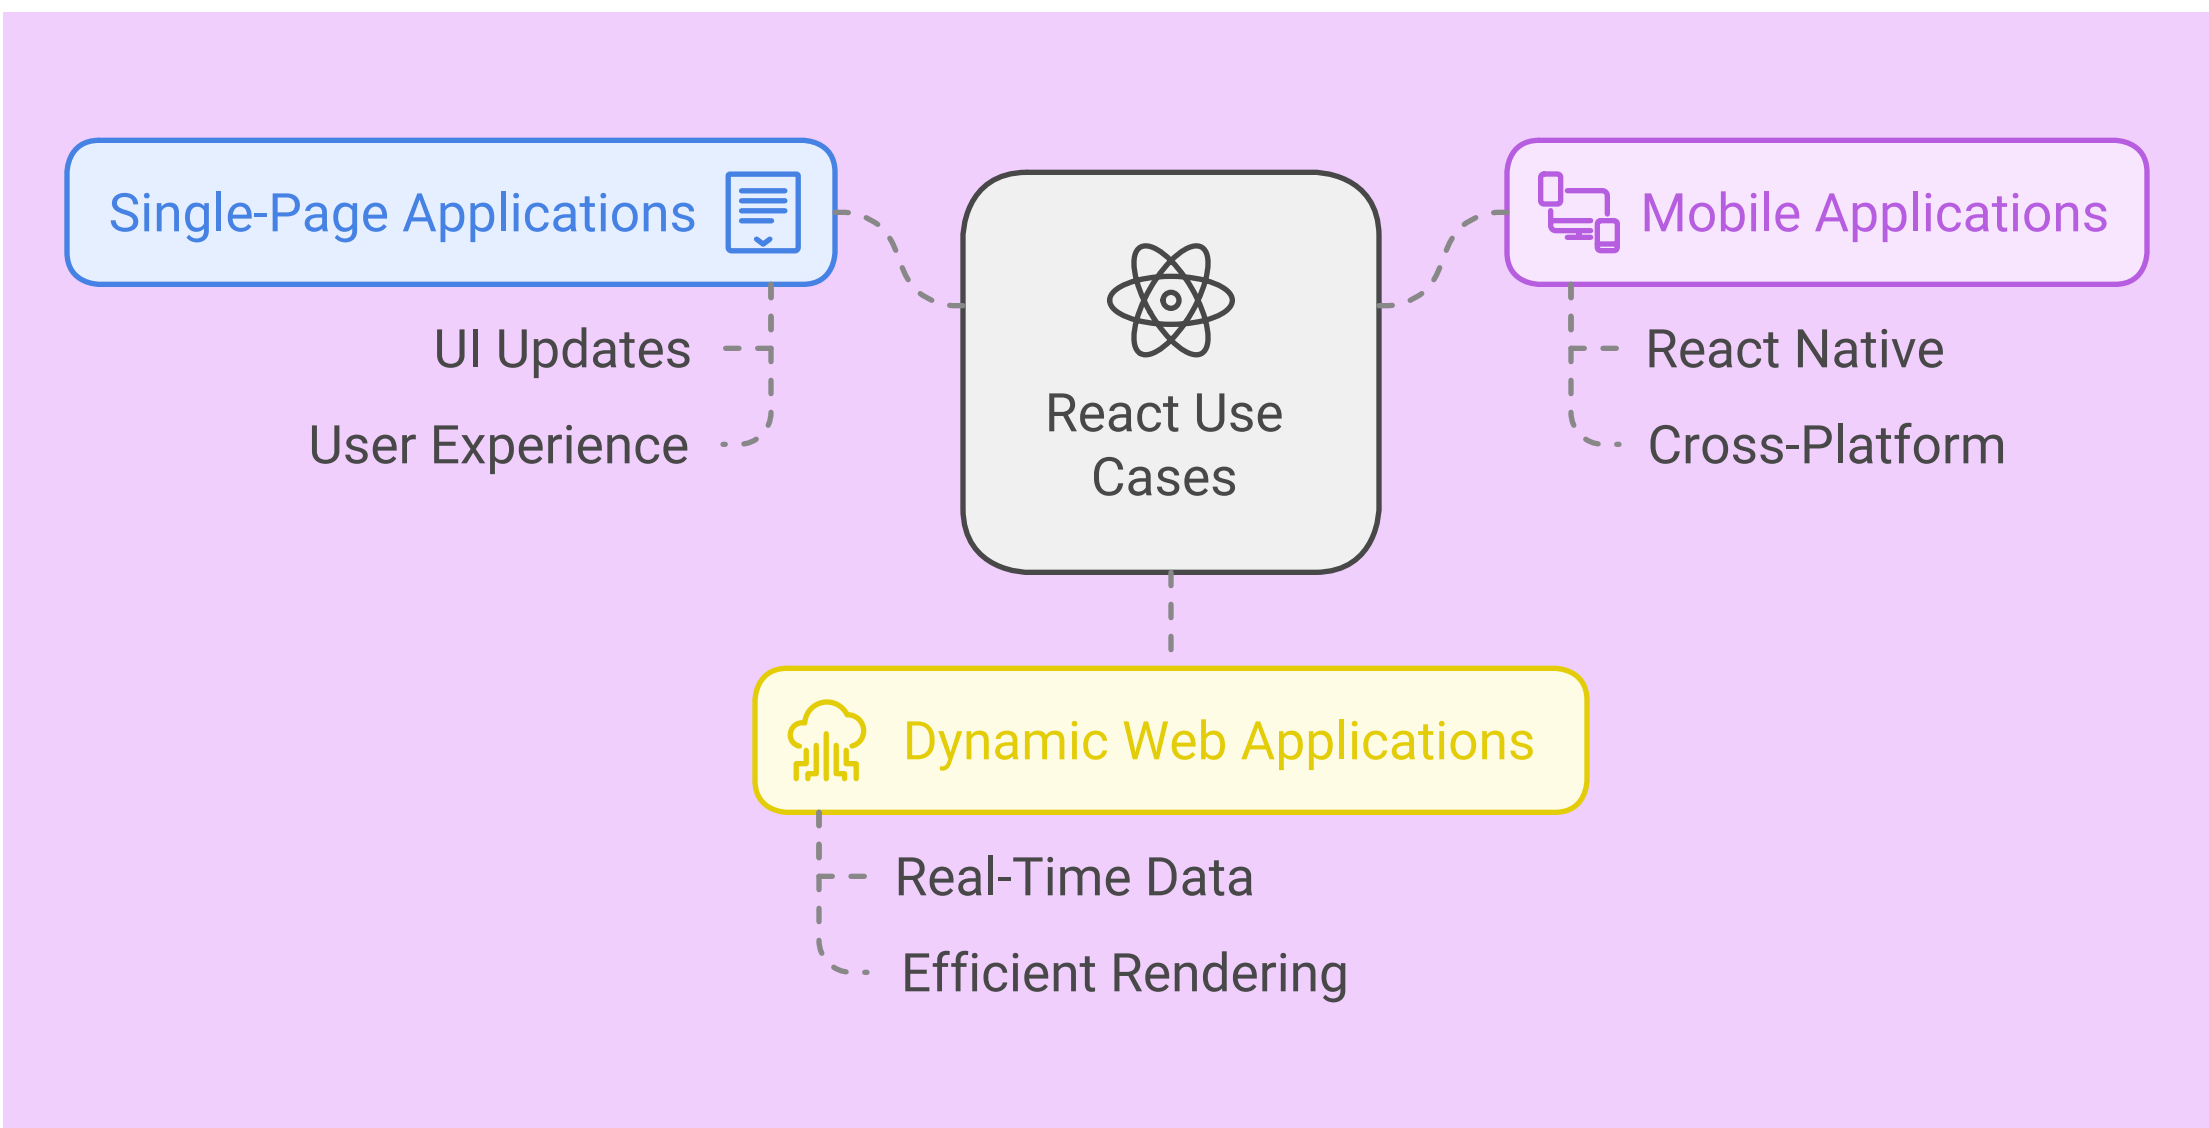 Single-Page Applications
UI Updates
User Experience
React Use
Cases
Mobile Applications
React Native
Cross-Platform
Dynamic Web Applications
Real-Time Data
Efficient Rendering